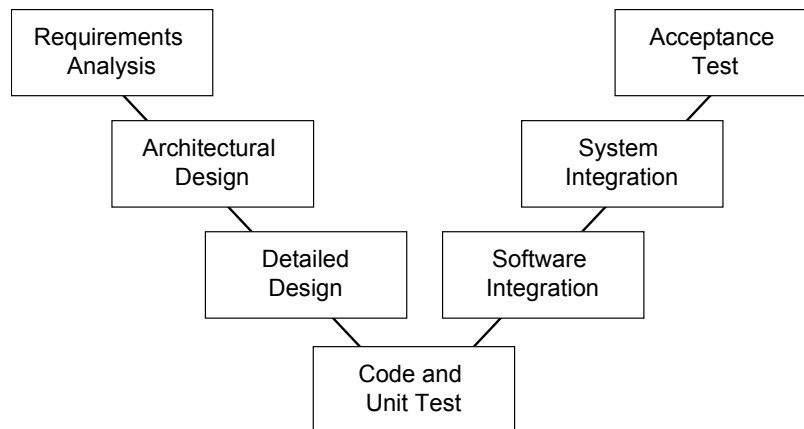 Requirements
Analysis
Acceptance
Test
Architectural
Design
System
Integration
Detailed
Design
Software
Integration
Code and
Unit Test